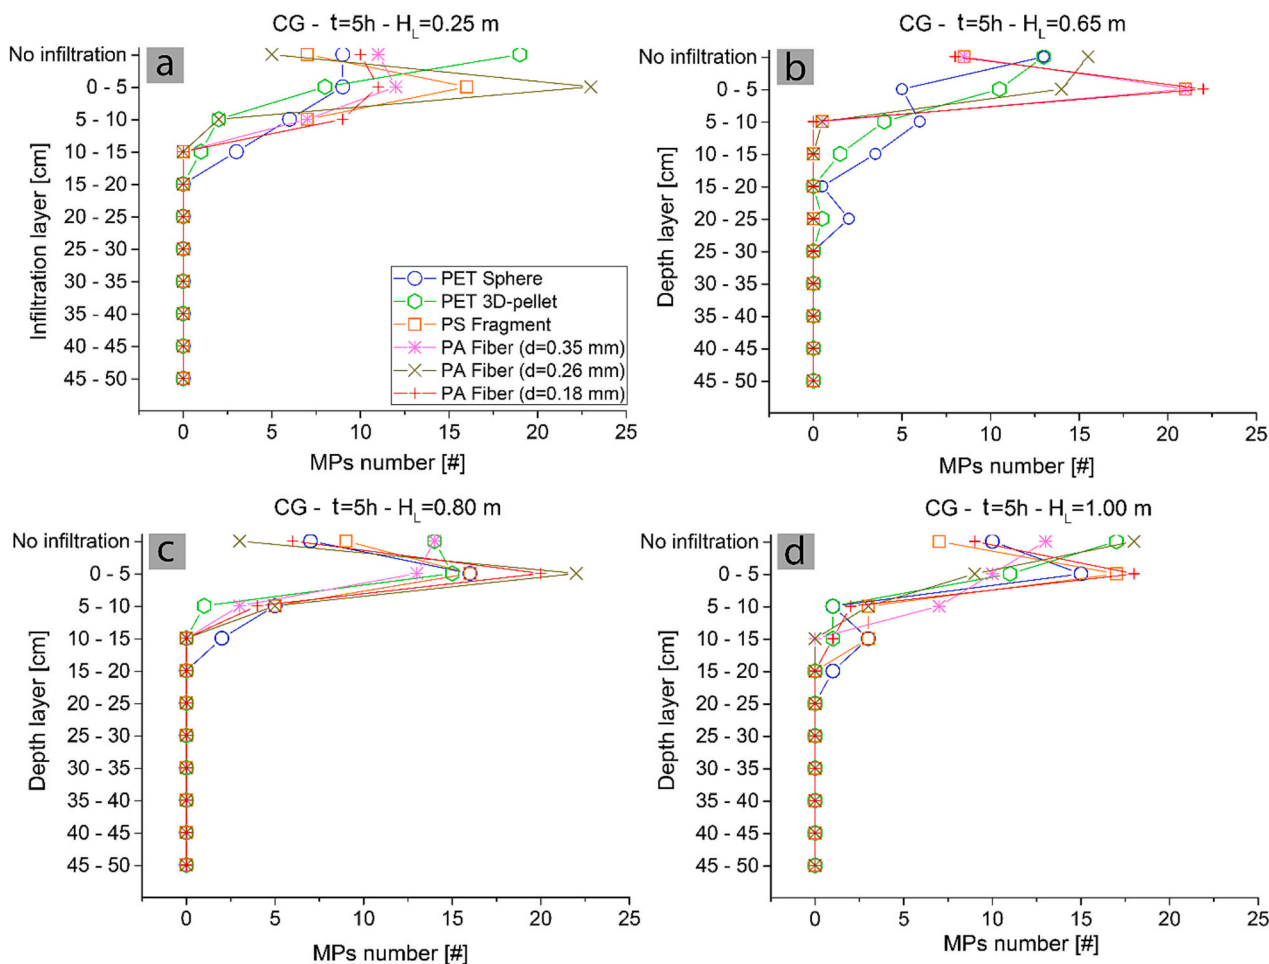 CG - t=5h - H_L=0.25 m
a
No infiltration
0 - 5
5 - 10
10 - 15
15 - 20
20 - 25
25 - 30
30 - 35
35 - 40
40 - 45
45 - 50
Infiltration layer [cm]
PET Sphere
PET 3D-pellet
PS Fragment
PA Fiber (d=0.35 mm)
PA Fiber (d=0.26 mm)
PA Fiber (d=0.18 mm)
0 5 10 15 20 25
MPs number [#]
CG - t=5h - H_L=0.65 m
b
No infiltration
0 - 5
5 - 10
10 - 15
15 - 20
20 - 25
25 - 30
30 - 35
35 - 40
40 - 45
45 - 50
Depth layer [cm]
0 5 10 15 20 25
MPs number [#]
CG - t=5h - H_L=0.80 m
c
No infiltration
0 - 5
5 - 10
10 - 15
15 - 20
20 - 25
25 - 30
30 - 35
35 - 40
40 - 45
45 - 50
Depth layer [cm]
0 5 10 15 20 25
MPs number [#]
CG - t=5h - H_L=1.00 m
d
No infiltration
0 - 5
5 - 10
10 - 15
15 - 20
20 - 25
25 - 30
30 - 35
35 - 40
40 - 45
45 - 50
Depth layer [cm]
0 5 10 15 20 25
MPs number [#]